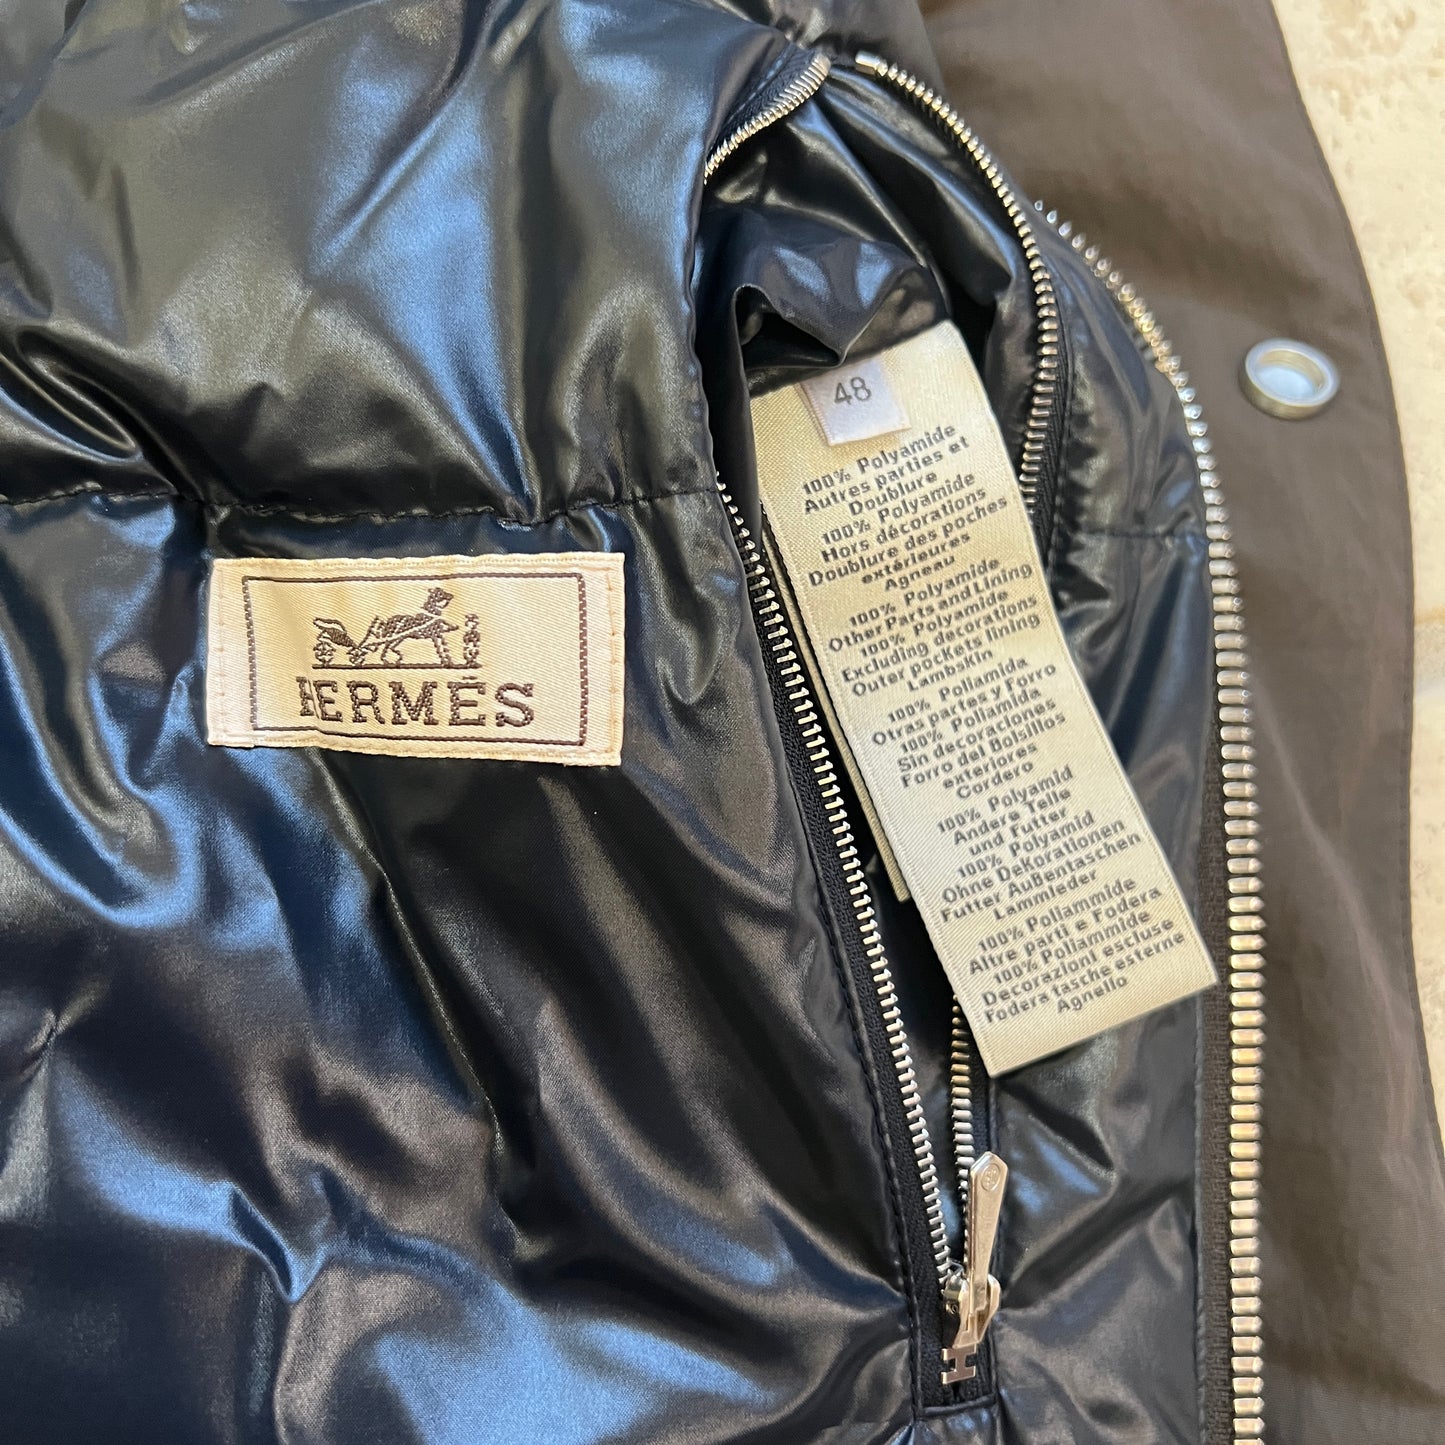 HERMÈS
48
100% Polyamide
Autres parties et
Doublure
100% Polyamide
Hors décorations
Doublure des poches
extérieures
Agneau
100% Polyamide
Other Parts and Lining
100% Polyamide
Excluding decorations
Outer pockets lining
Lambskin
100% Poliamida
Otras partes y Forro
100% Poliamida
Sin decoraciones
Forro del Bolsillos
exteriores
Cordero
100% Polyamid
Andere Teile
und Futter
100% Polyamid
Ohne Dekorationen
Futter Außentaschen
Lammleder
100% Poliammide
Altre parti e Fodera
100% Poliammide
Decorazioni escluse
Fodera tasche esterne
Agnello
H